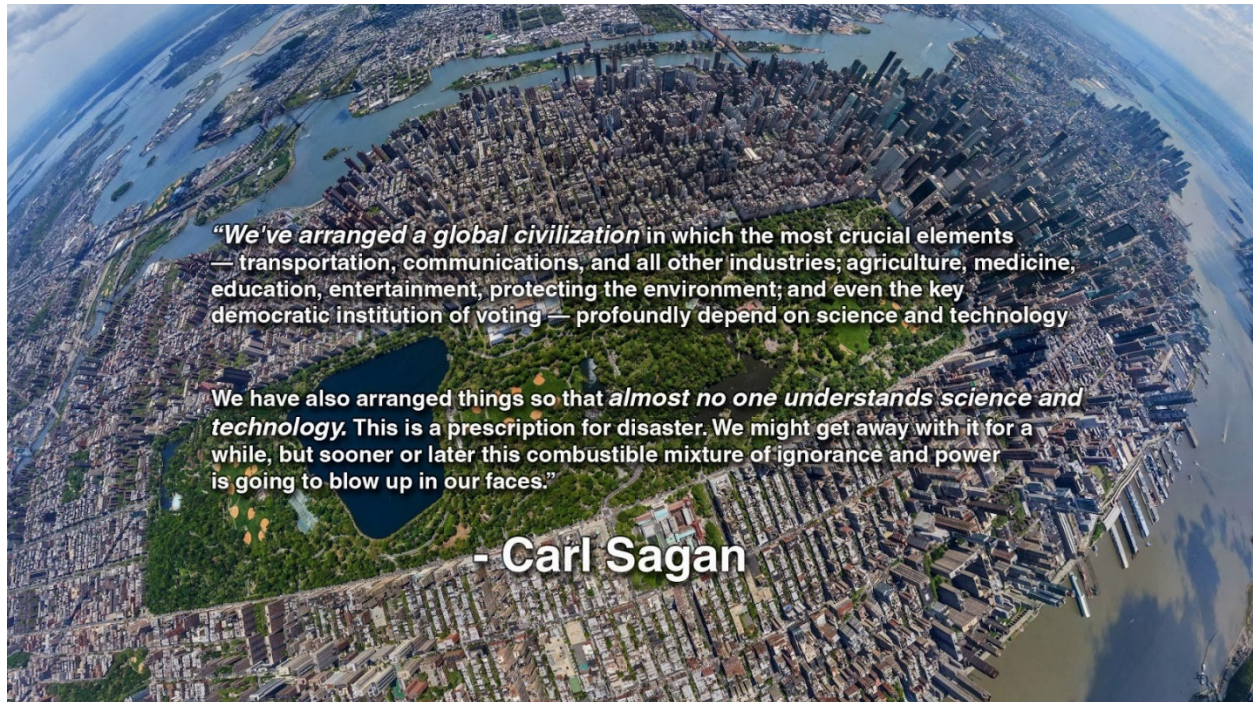 “We've arranged a global civilization in which the most crucial elements
— transportation, communications, and all other industries; agriculture, medicine,
education, entertainment, protecting the environment; and even the key
democratic institution of voting — profoundly depend on science and technology
We have also arranged things so that almost no one understands science and
technology. This is a prescription for disaster. We might get away with it for a
while, but sooner or later this combustible mixture of ignorance and power
is going to blow up in our faces.”
- Carl Sagan